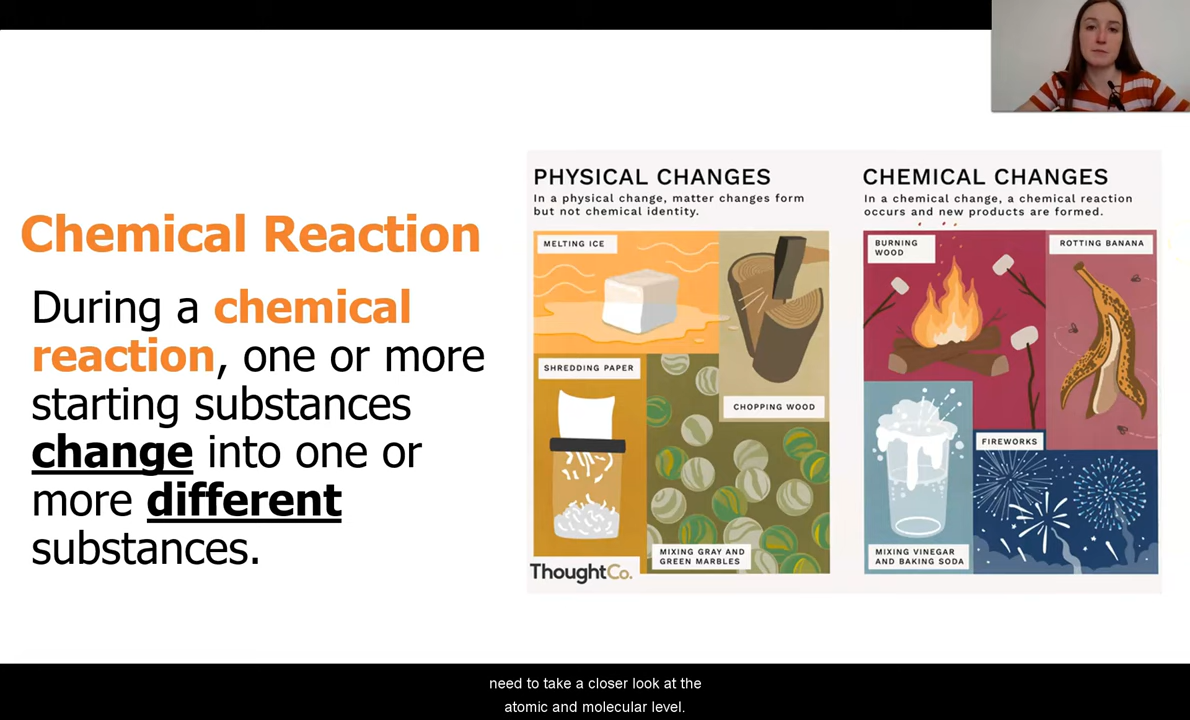 Chemical Reaction
During a chemical
reaction, one or more
starting substances
change into one or
more different
substances.
PHYSICAL CHANGES
In a physical change, matter changes form
but not chemical identity.
MELTING ICE
CHOPPING WOOD
SHREDDING PAPER
MIXING GRAY AND
GREEN MARBLES
ThoughtCo.
CHEMICAL CHANGES
In a chemical change, a chemical reaction
occurs and new products are formed.
BURNING
WOOD
ROTTING BANANA
FIREWORKS
MIXING VINEGAR
AND BAKING SODA
need to take a closer look at the
atomic and molecular level.